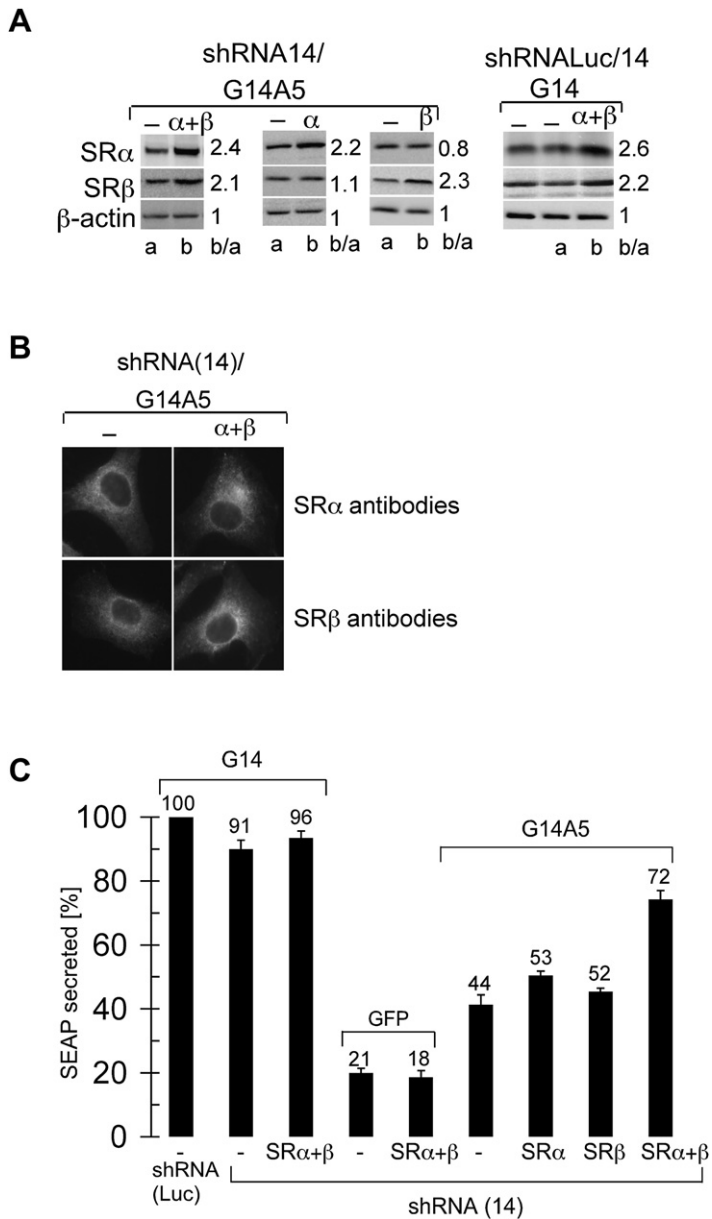 A
shRNA14/ shRNALuc/14
G14A5 G14
– α+β – α – β – – α+β
SRα 2.4 2.2 0.8 2.6
SRβ 2.1 1.1 2.3 2.2
β-actin 1 1 1 1
a b b/a a b b/a a b b/a a b b/a
B
shRNA(14)/
G14A5
– α+β
SRα antibodies
SRβ antibodies
C
G14
100 91 96
G14A5
GFP
21 18
44 53 52 72
SEAP secreted [%]
100
80
60
40
20
0
- - SRα+β - SRα+β - SRα SRβ SRα+β
shRNA
(Luc)
shRNA (14)